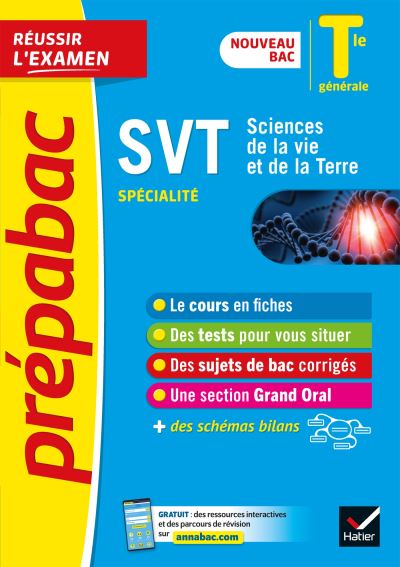 RÉUSSIR
L'EXAMEN
NOUVEAU
BAC
Tle
générale
SVT
Sciences
de la vie
et de la Terre
SPÉCIALITÉ
prépabac
Le cours en fiches
Des tests pour vous situer
Des sujets de bac corrigés
Une section Grand Oral
+ des schémas bilans
GRATUIT : des ressources interactives
et des parcours de révision
sur annabac.com
Hatier